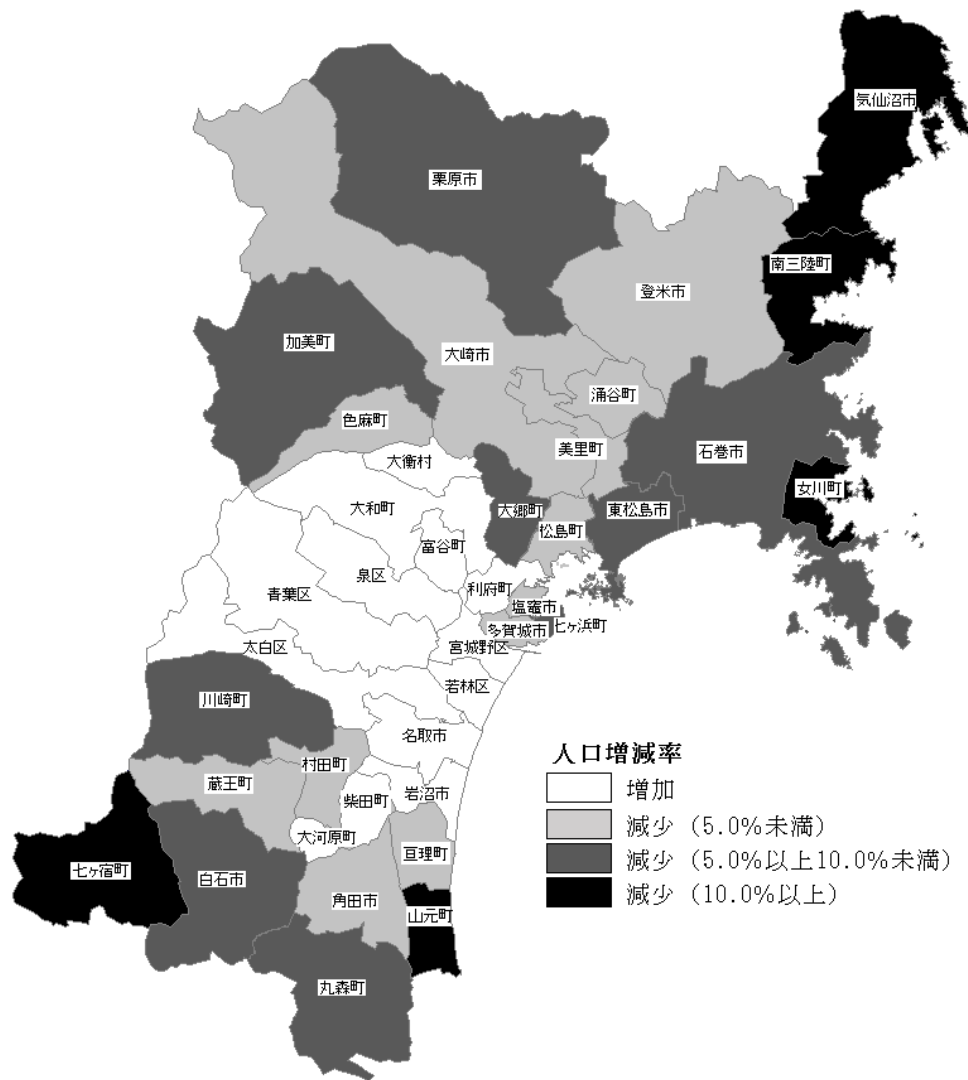 気仙沼市
栗原市
南三陸町
登米市
加美町
大崎市
涌谷町
色麻町
美里町
石巻市
大衡村
女川町
大和町
大郷町
東松島市
松島町
富谷町
泉区
利府町
青葉区
塩竈市
多賀城市
七ヶ浜町
太白区
宮城野区
若林区
川崎町
名取市
村田町
蔵王町
柴田町
岩沼市
大河原町
亘理町
七ヶ宿町
白石市
角田市
山元町
丸森町
人口増減率
増加
減少 (5.0%未満)
減少 (5.0%以上10.0%未満)
減少 (10.0%以上)